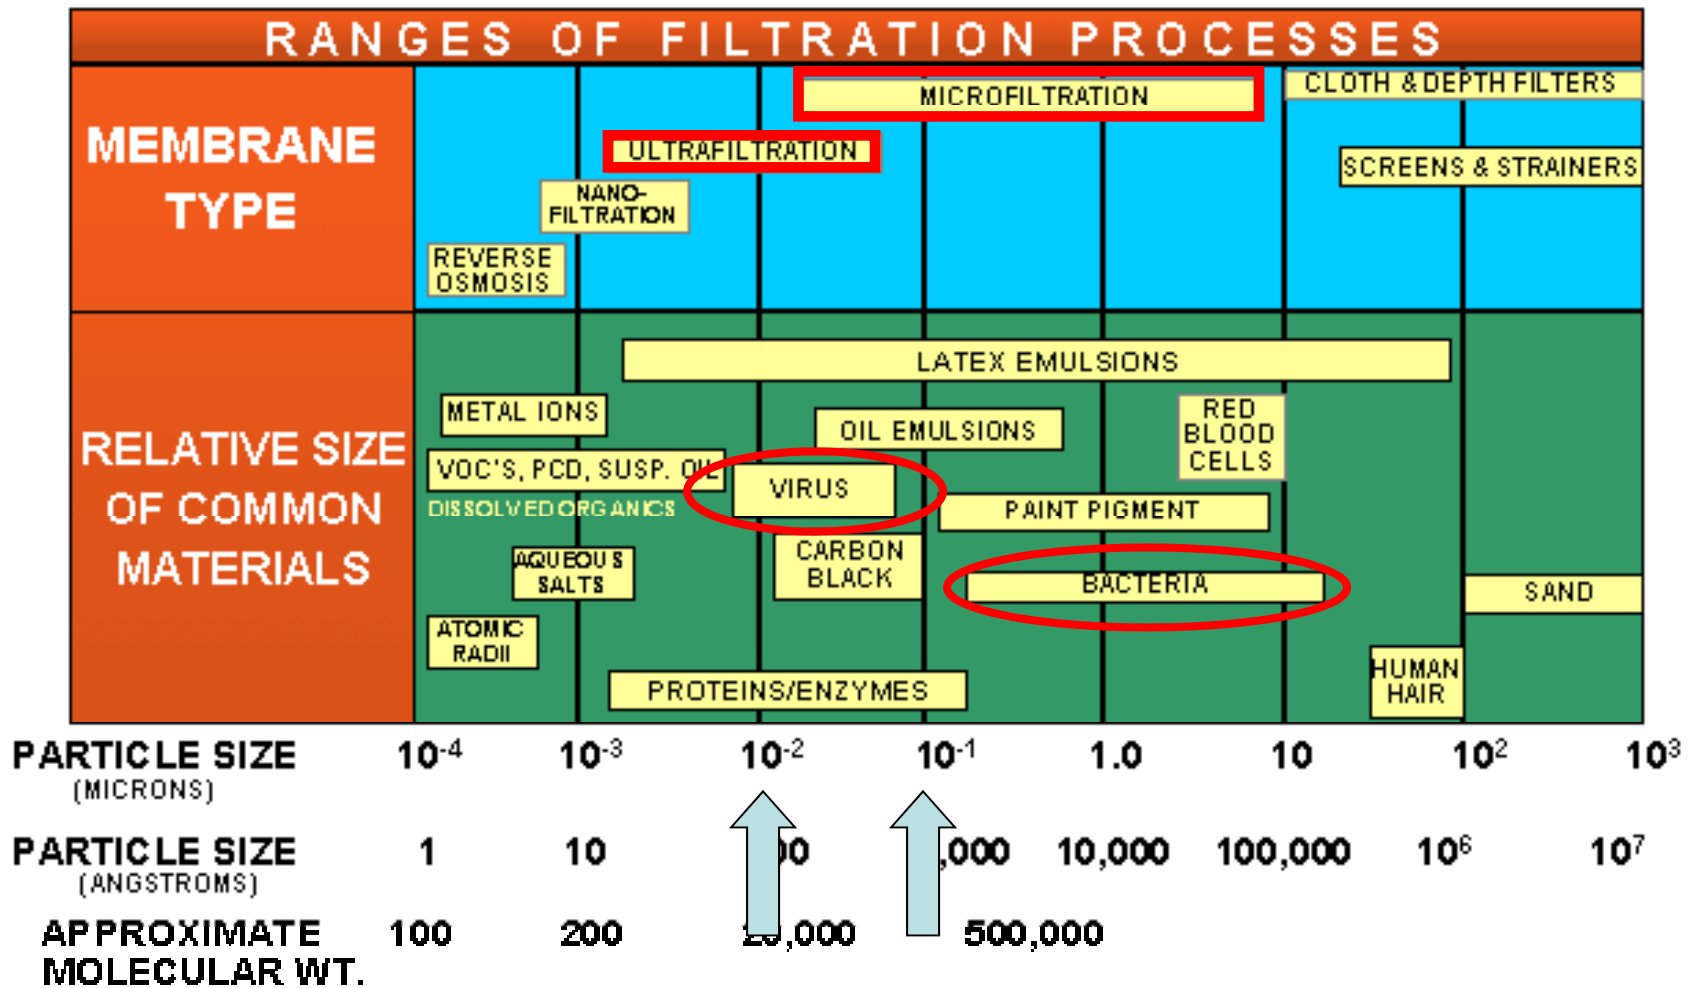 RANGES OF FILTRATION PROCESSES
MEMBRANE
TYPE
MICROFILTRATION
CLOTH & DEPTH FILTERS
ULTRAFILTRATION
SCREENS & STRAINERS
NANO-
FILTRATION
REVERSE
OSMOSIS
RELATIVE SIZE
OF COMMON
MATERIALS
LATEX EMULSIONS
METAL IONS
OIL EMULSIONS
RED
BLOOD
CELLS
VOC'S, PCD, SUSP. OIL
DISSOLVED ORGANICS
VIRUS
PAINT PIGMENT
AQUEOUS
SALTS
CARBON
BLACK
BACTERIA
SAND
ATOMIC
RADII
PROTEINS/ENZYMES
HUMAN
HAIR
PARTICLE SIZE 10-4 10-3 10-2 10-1 1.0 10 10² 10³
(MICRONS)
PARTICLE SIZE 1 10 00 ,000 10,000 100,000 10⁶ 10⁷
(ANGSTROMS)
APPROXIMATE 100 200 ,000 500,000
MOLECULAR WT.